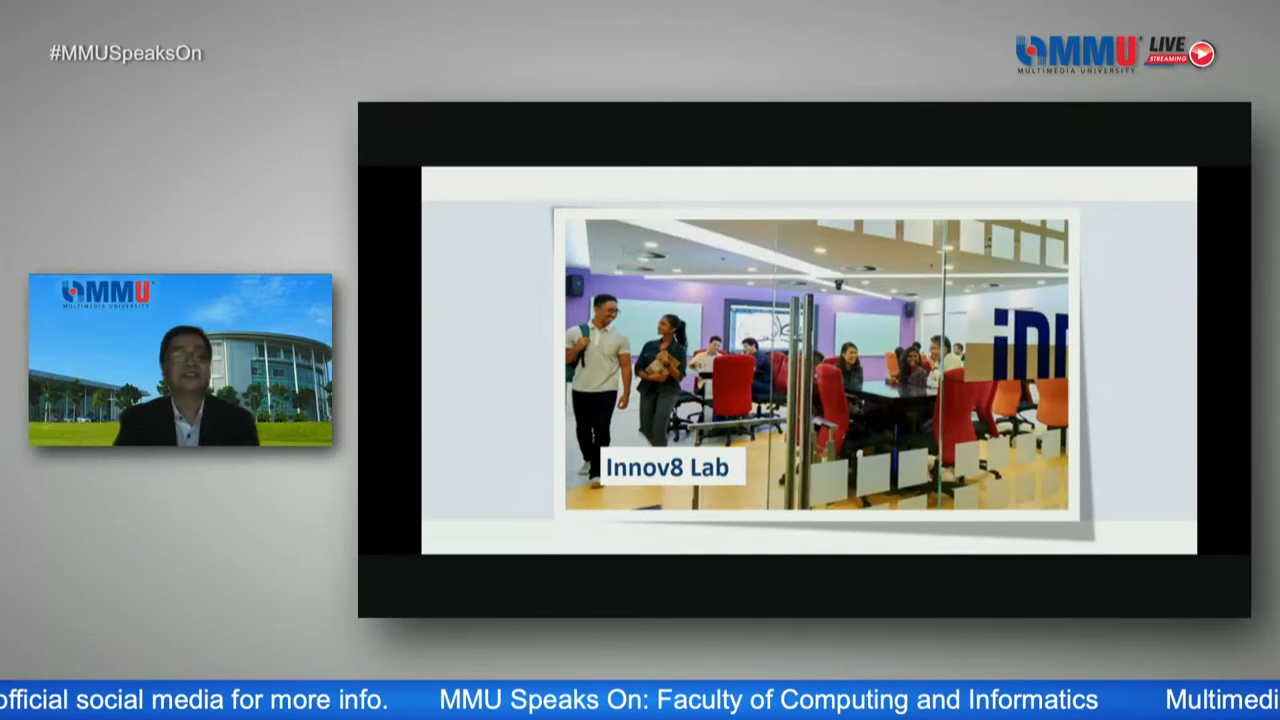 #MMUSpeaksOn
MMU LIVE
MULTIMEDIA UNIVERSITY STREAMING
MMU
MULTIMEDIA UNIVERSITY
inn
Innov8 Lab
official social media for more info. MMU Speaks On: Faculty of Computing and Informatics Multimedi